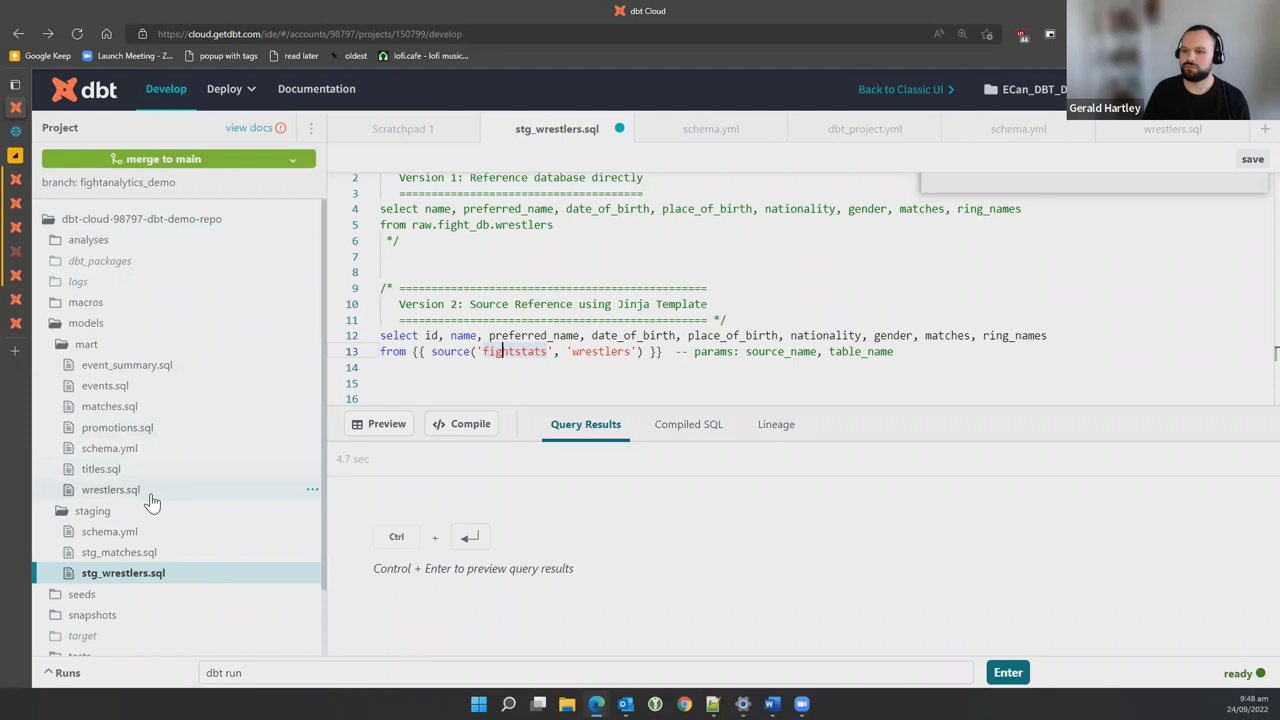 dbt Cloud
https://cloud.getdbt.com/ide/#/accounts/98797/projects/150799/develop
44
Google Keep
Launch Meeting - Z...
popup with tags
read later
oldest
lofi.cafe - lofi music...
Gerald Hartley
dbt
Develop
Deploy
Documentation
Back to Classic UI
ECan_DBT_D
Project
view docs
Scratchpad 1
stg_wrestlers.sql
schema.yml
dbt_project.yml
schema.yml
wrestlers.sql
merge to main
save
branch: fightanalytics_demo
2 Version 1: Reference database directly
3 ======================================
4 select name, preferred_name, date_of_birth, place_of_birth, nationality, gender, matches, ring_names
5 from raw.fight_db.wrestlers
6 */
7
8
9 /* ================================================
10 Version 2: Source Reference using Jinja Template
11 ================================================ */
12 select id, name, preferred_name, date_of_birth, place_of_birth, nationality, gender, matches, ring_names
13 from {{ source('fightstats', 'wrestlers') }} -- params: source_name, table_name
14
15
16
dbt-cloud-98797-dbt-demo-repo
analyses
dbt_packages
logs
macros
models
mart
event_summary.sql
events.sql
matches.sql
promotions.sql
schema.yml
titles.sql
wrestlers.sql
staging
schema.yml
stg_matches.sql
stg_wrestlers.sql
seeds
snapshots
target
tests
Preview
</> Compile
Query Results
Compiled SQL
Lineage
4.7 sec
Ctrl +
Control + Enter to preview query results
Runs
dbt run
Enter
ready
9:48 am
24/09/2022